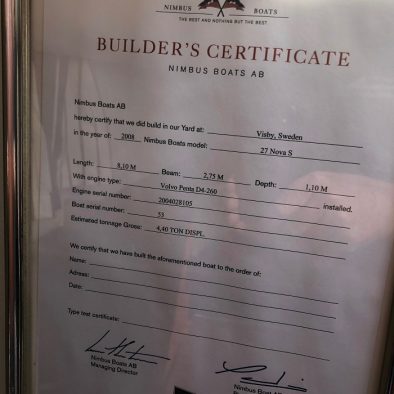 NIMBUS BOATS
THE BEST AND NOTHING BUT THE BEST
BUILDER'S CERTIFICATE
NIMBUS BOATS AB
Nimbus Boats AB
hereby certify that we did build in our Yard at: Visby, Sweden
in the year of: 2008 Nimbus Boats model: 27 Nova S
Length: 8,10 M Beam: 2,75 M Depth: 1,10 M
With engine type: Volvo Penta D4-260 installed.
Engine serial number: 2004028105
Boat serial number: 53
Estimated tonnage Gross: 4,40 TON DISPL.
We certify that we have built the aforementioned boat to the order of:
Name:
Adress:
Date:
Type test certificate:
Nimbus Boats AB
Managing Director
Nimbus Boats AB